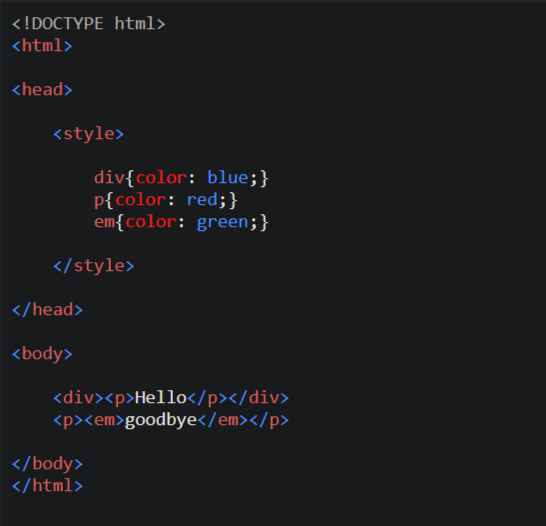 <!DOCTYPE html>
<html>
<head>
<style>
div{color: blue;}
p{color: red;}
em{color: green;}
</style>
</head>
<body>
<div><p>Hello</p></div>
<p><em>goodbye</em></p>
</body>
</html>